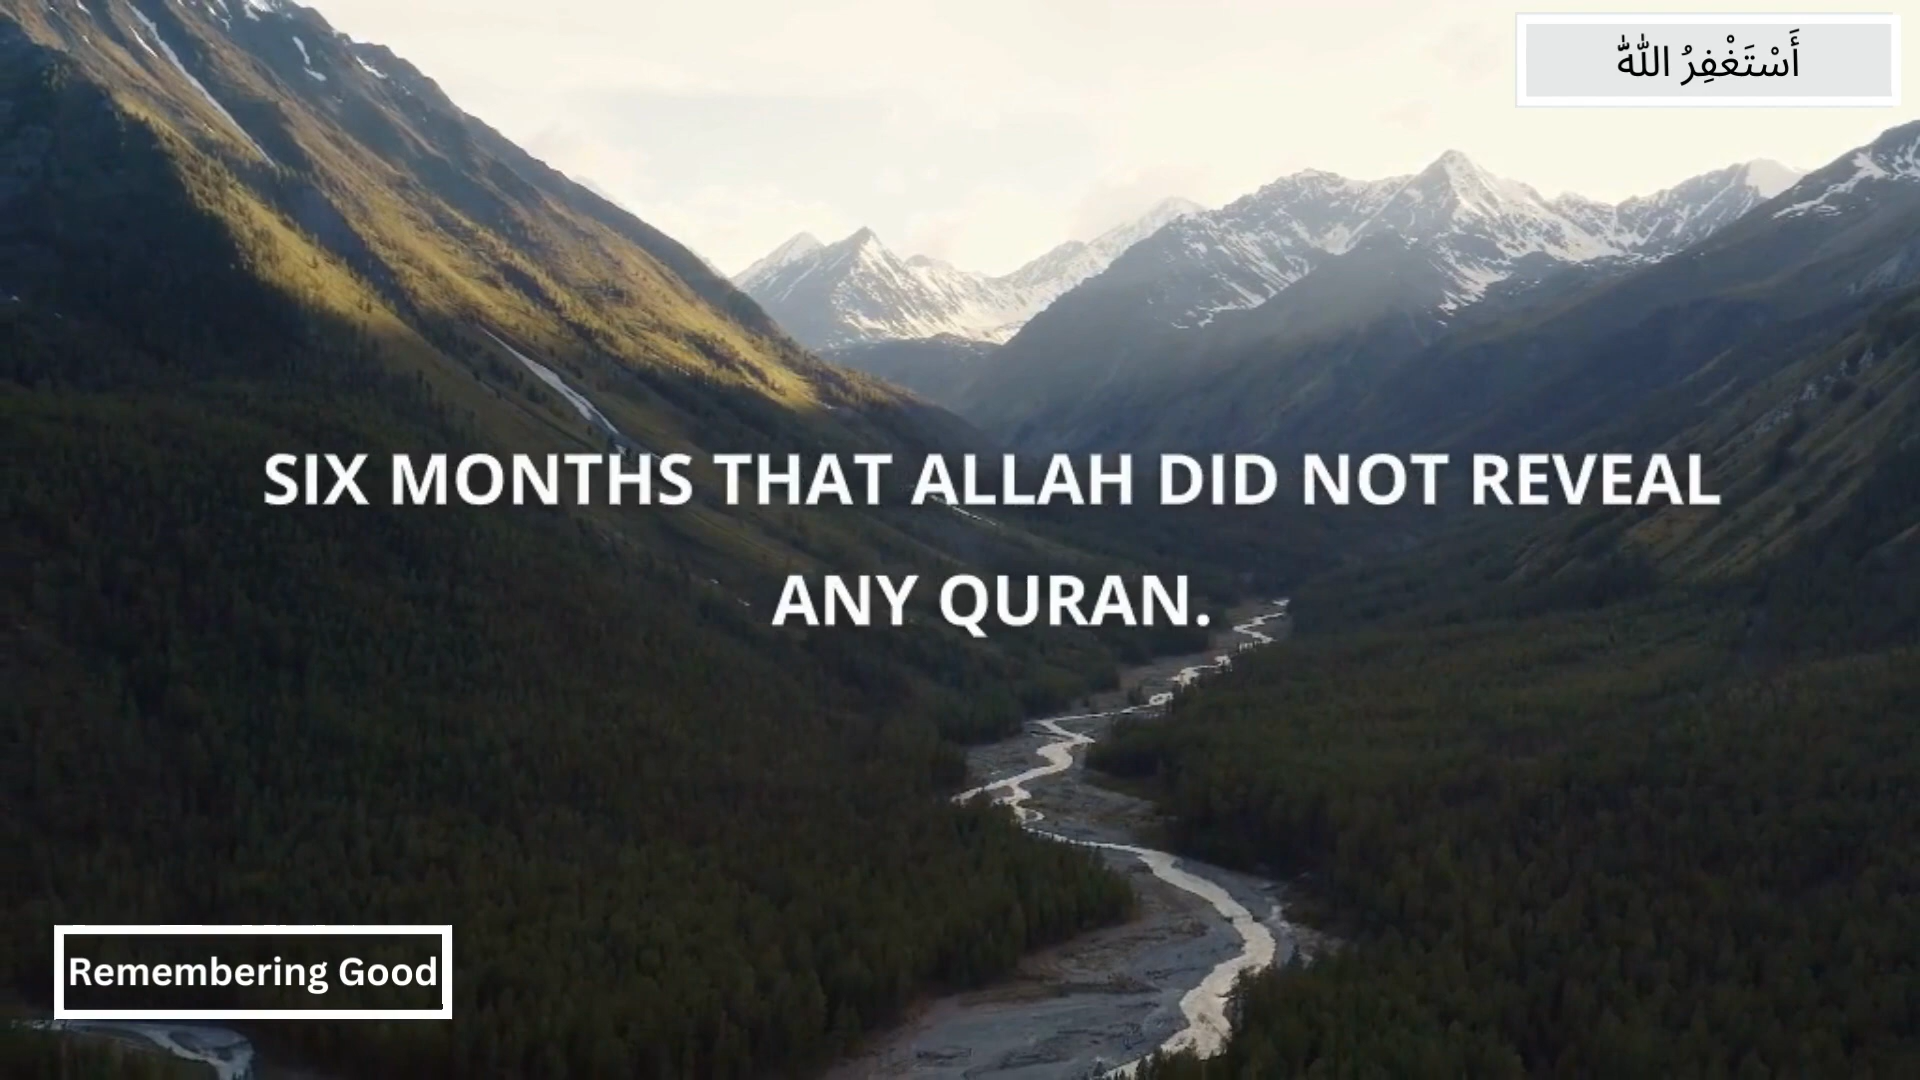 أَسْتَغْفِرُ اللّٰهَ
SIX MONTHS THAT ALLAH DID NOT REVEAL
ANY QURAN.
Remembering Good